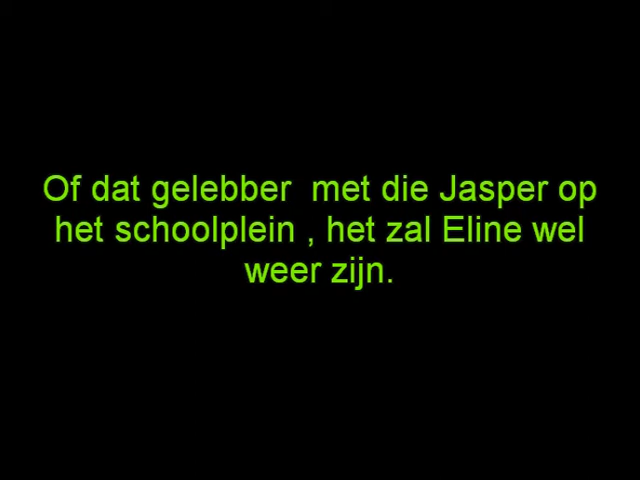 Of dat gelebber  met die Jasper op
het schoolplein , het zal Eline wel
weer zijn.